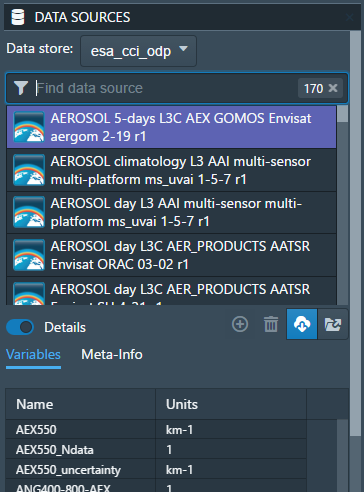 DATA SOURCES
Data store: esa_cci_odp
Find data source 170
AEROSOL 5-days L3C AEX GOMOS Envisat
aergom 2-19 r1
AEROSOL climatology L3 AAI multi-sensor
multi-platform ms_uvai 1-5-7 r1
AEROSOL day L3 AAI multi-sensor multi-
platform ms_uvai 1-5-7 r1
AEROSOL day L3C AER_PRODUCTS AATSR
Envisat ORAC 03-02 r1
AEROSOL day L3C AER_PRODUCTS AATSR
Details
Variables Meta-Info
Name Units
AEX550 km-1
AEX550_Ndata 1
AEX550_uncertainty km-1
ANG400-800-AEX 1